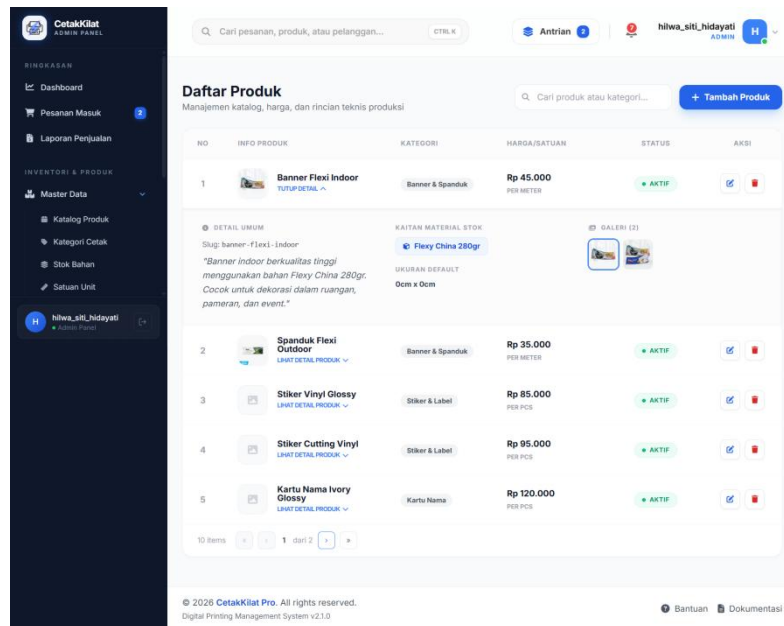 CetakKilat
ADMIN PANEL
Cari pesanan, produk, atau pelanggan...
CTRL K
Antrian 2
2
hilwa_siti_hidayati
ADMIN
H
RINGKASAN
Dashboard
Pesanan Masuk 2
Laporan Penjualan
INVENTORI & PRODUK
Master Data
Katalog Produk
Kategori Cetak
Stok Bahan
Satuan Unit
H
hilwa_siti_hidayati
Admin Panel
Daftar Produk
Manajemen katalog, harga, dan rincian teknis produksi
Cari produk atau kategori...
+ Tambah Produk
NO INFO PRODUK KATEGORI HARGA/SATUAN STATUS AKSI
1 Banner Flexi Indoor Banner & Spanduk Rp 45.000 AKTIF
TUTUP DETAIL PER METER
DETAIL UMUM
Slug: banner-flexi-indoor
"Banner indoor berkualitas tinggi
menggunakan bahan Flexy China 280gr.
Cocok untuk dekorasi dalam ruangan,
pameran, dan event."
KAITAN MATERIAL STOK
Flexy China 280gr
UKURAN DEFAULT
0cm x 0cm
GALERI (2)
2 Spanduk Flexi Outdoor Banner & Spanduk Rp 35.000 AKTIF
LIHAT DETAIL PRODUK PER METER
3 Stiker Vinyl Glossy Stiker & Label Rp 85.000 AKTIF
LIHAT DETAIL PRODUK PER PCS
4 Stiker Cutting Vinyl Stiker & Label Rp 95.000 AKTIF
LIHAT DETAIL PRODUK PER PCS
5 Kartu Nama Ivory Glossy Kartu Nama Rp 120.000 AKTIF
LIHAT DETAIL PRODUK PER PCS
10 items « ‹ 1 dari 2 › »
© 2026 CetakKilat Pro. All rights reserved.
Digital Printing Management System v2.1.0
Bantuan Dokumentasi